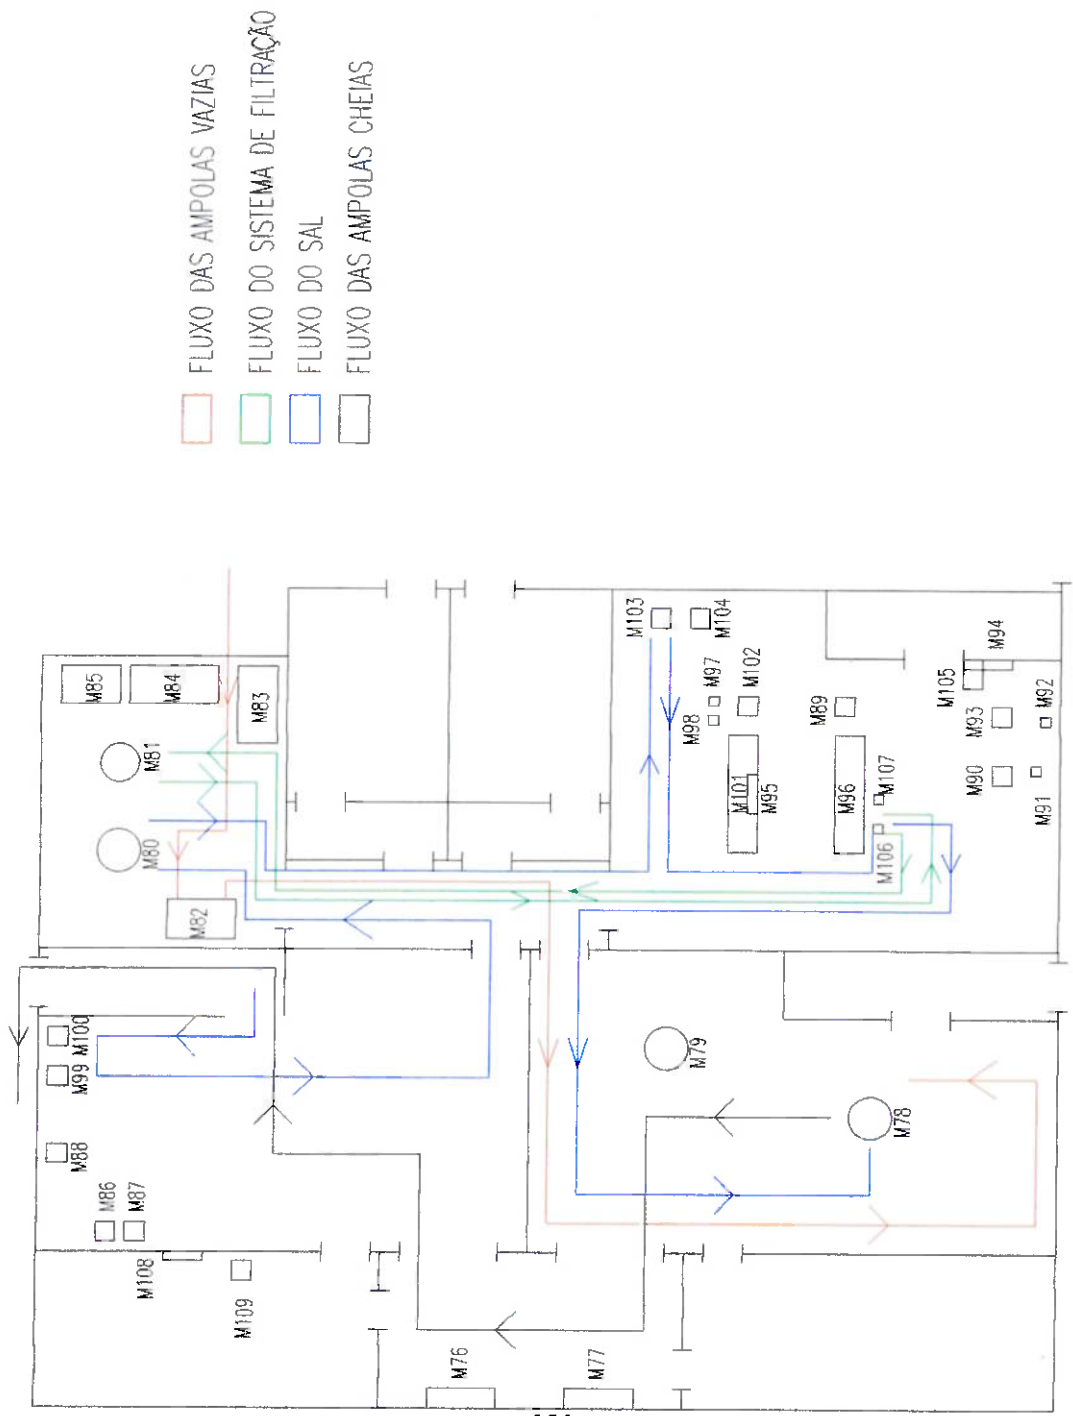 FLUXO DAS AMPOLAS VAZIAS
FLUXO DO SISTEMA DE FILTRAÇÃO
FLUXO DO SAL
FLUXO DAS AMPOLAS CHEIAS
M85
M84
M83
M81
M80
M82
M103
M104
M97
M98
M102
M101
M95
M89
M96
M107
M106
M105
M94
M93
M92
M90
M91
M100
M99
M88
M86
M87
M108
M109
M79
M78
M76
M77